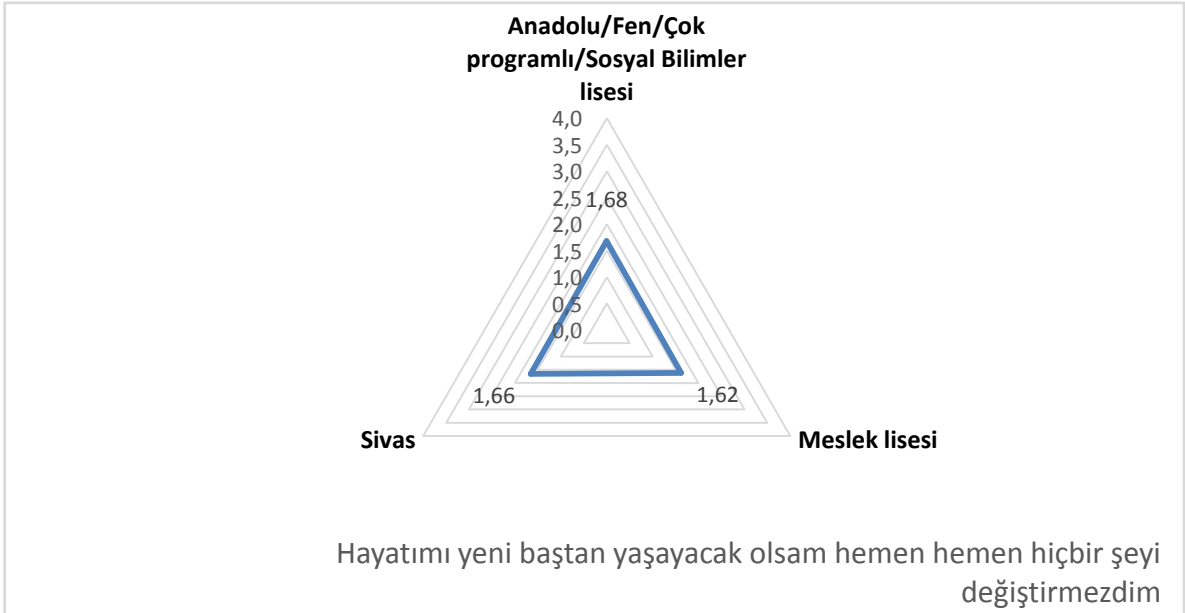 Anadolu/Fen/Çok
programlı/Sosyal Bilimler
lisesi
4,0
3,5
3,0
2,5
1,68
2,0
1,5
1,0
0,5
0,0
1,66
1,62
Sivas
Meslek lisesi
Hayatımı yeni baştan yaşayacak olsam hemen hemen hiçbir şeyi
değiştirmezdim